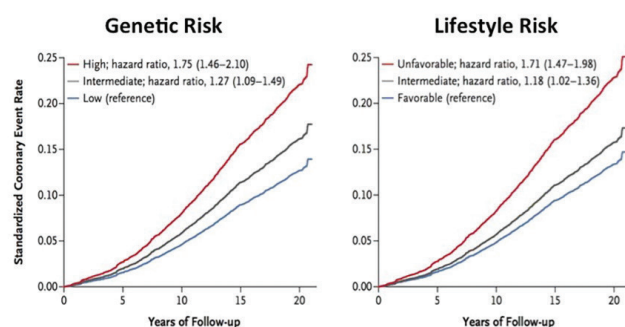 Genetic Risk
High; hazard ratio, 1.75 (1.46–2.10)
Intermediate; hazard ratio, 1.27 (1.09–1.49)
Low (reference)
Standardized Coronary Event Rate
0.25
0.20
0.15
0.10
0.05
0.00
0
5
10
15
20
Years of Follow-up
Lifestyle Risk
Unfavorable; hazard ratio, 1.71 (1.47–1.98)
Intermediate; hazard ratio, 1.18 (1.02–1.36)
Favorable (reference)
0.25
0.20
0.15
0.10
0.05
0.00
0
5
10
15
20
Years of Follow-up